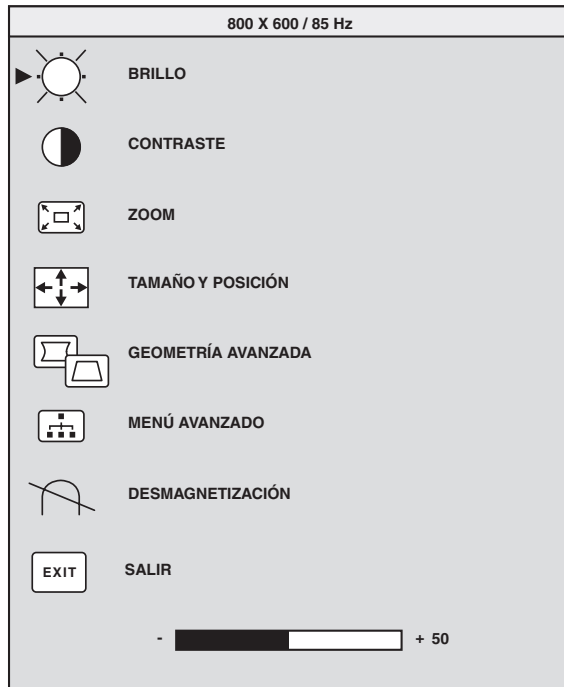 800 X 600 / 85 Hz
BRILLO
CONTRASTE
ZOOM
TAMAÑO Y POSICIÓN
GEOMETRÍA AVANZADA
MENÚ AVANZADO
DESMAGNETIZACIÓN
EXIT SALIR
- + 50